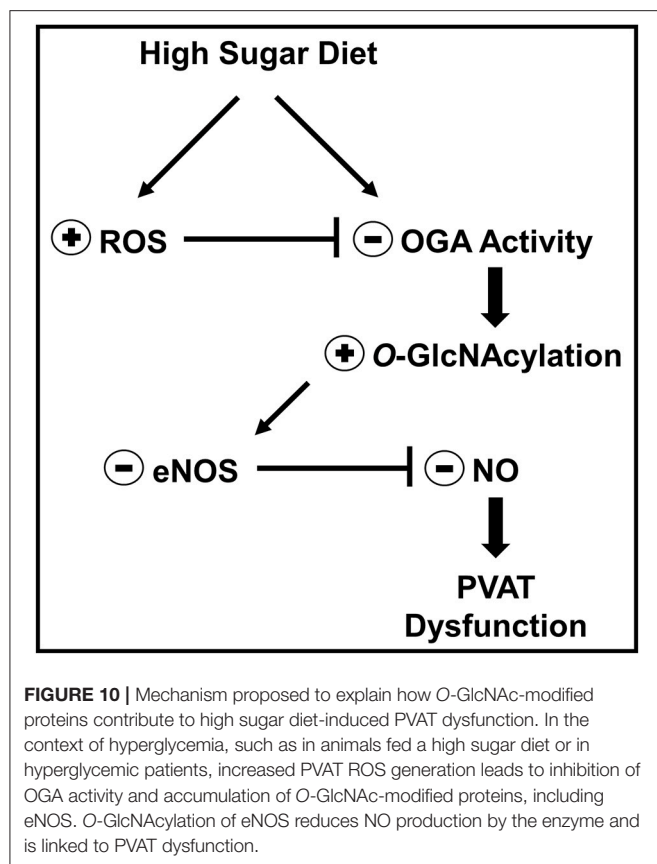 High Sugar Diet
+ ROS
- OGA Activity
+ O-GlcNAcylation
- eNOS
- NO
PVAT
Dysfunction
FIGURE 10 | Mechanism proposed to explain how O-GlcNAc-modified
proteins contribute to high sugar diet-induced PVAT dysfunction. In the
context of hyperglycemia, such as in animals fed a high sugar diet or in
hyperglycemic patients, increased PVAT ROS generation leads to inhibition of
OGA activity and accumulation of O-GlcNAc-modified proteins, including
eNOS. O-GlcNAcylation of eNOS reduces NO production by the enzyme and
is linked to PVAT dysfunction.